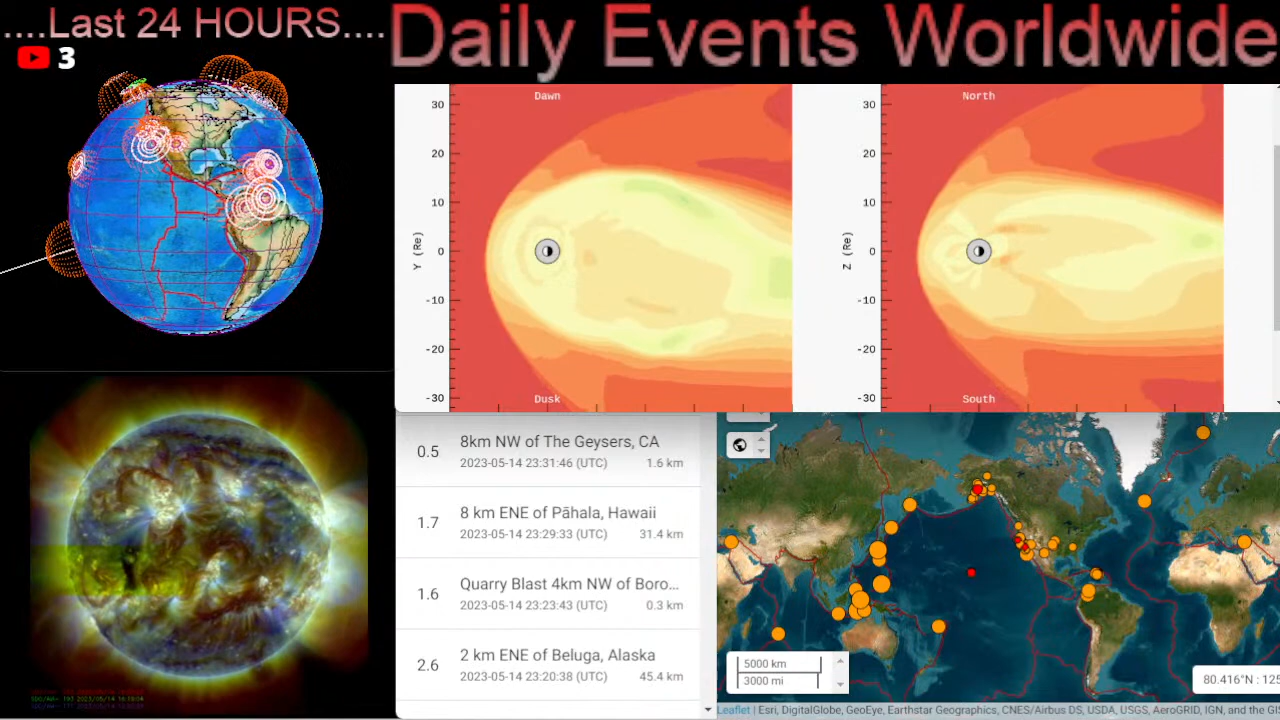 ....Last 24 HOURS....
Daily Events Worldwide
3
Dawn
30
20
10
0
-10
-20
-30
Y (Re)
Dusk
North
30
20
10
0
-10
-20
-30
Z (Re)
South
0.5
8km NW of The Geysers, CA
2023-05-14 23:31:46 (UTC)
1.6 km
1.7
8 km ENE of Pāhala, Hawaii
2023-05-14 23:29:33 (UTC)
31.4 km
1.6
Quarry Blast 4km NW of Boro...
2023-05-14 23:23:43 (UTC)
0.3 km
2.6
2 km ENE of Beluga, Alaska
2023-05-14 23:20:38 (UTC)
45.4 km
5000 km
3000 mi
80.416°N : 125
Leaflet | Esri, DigitalGlobe, GeoEye, Earthstar Geographics, CNES/Airbus DS, USDA, USGS, AeroGRID, IGN, and the GIS